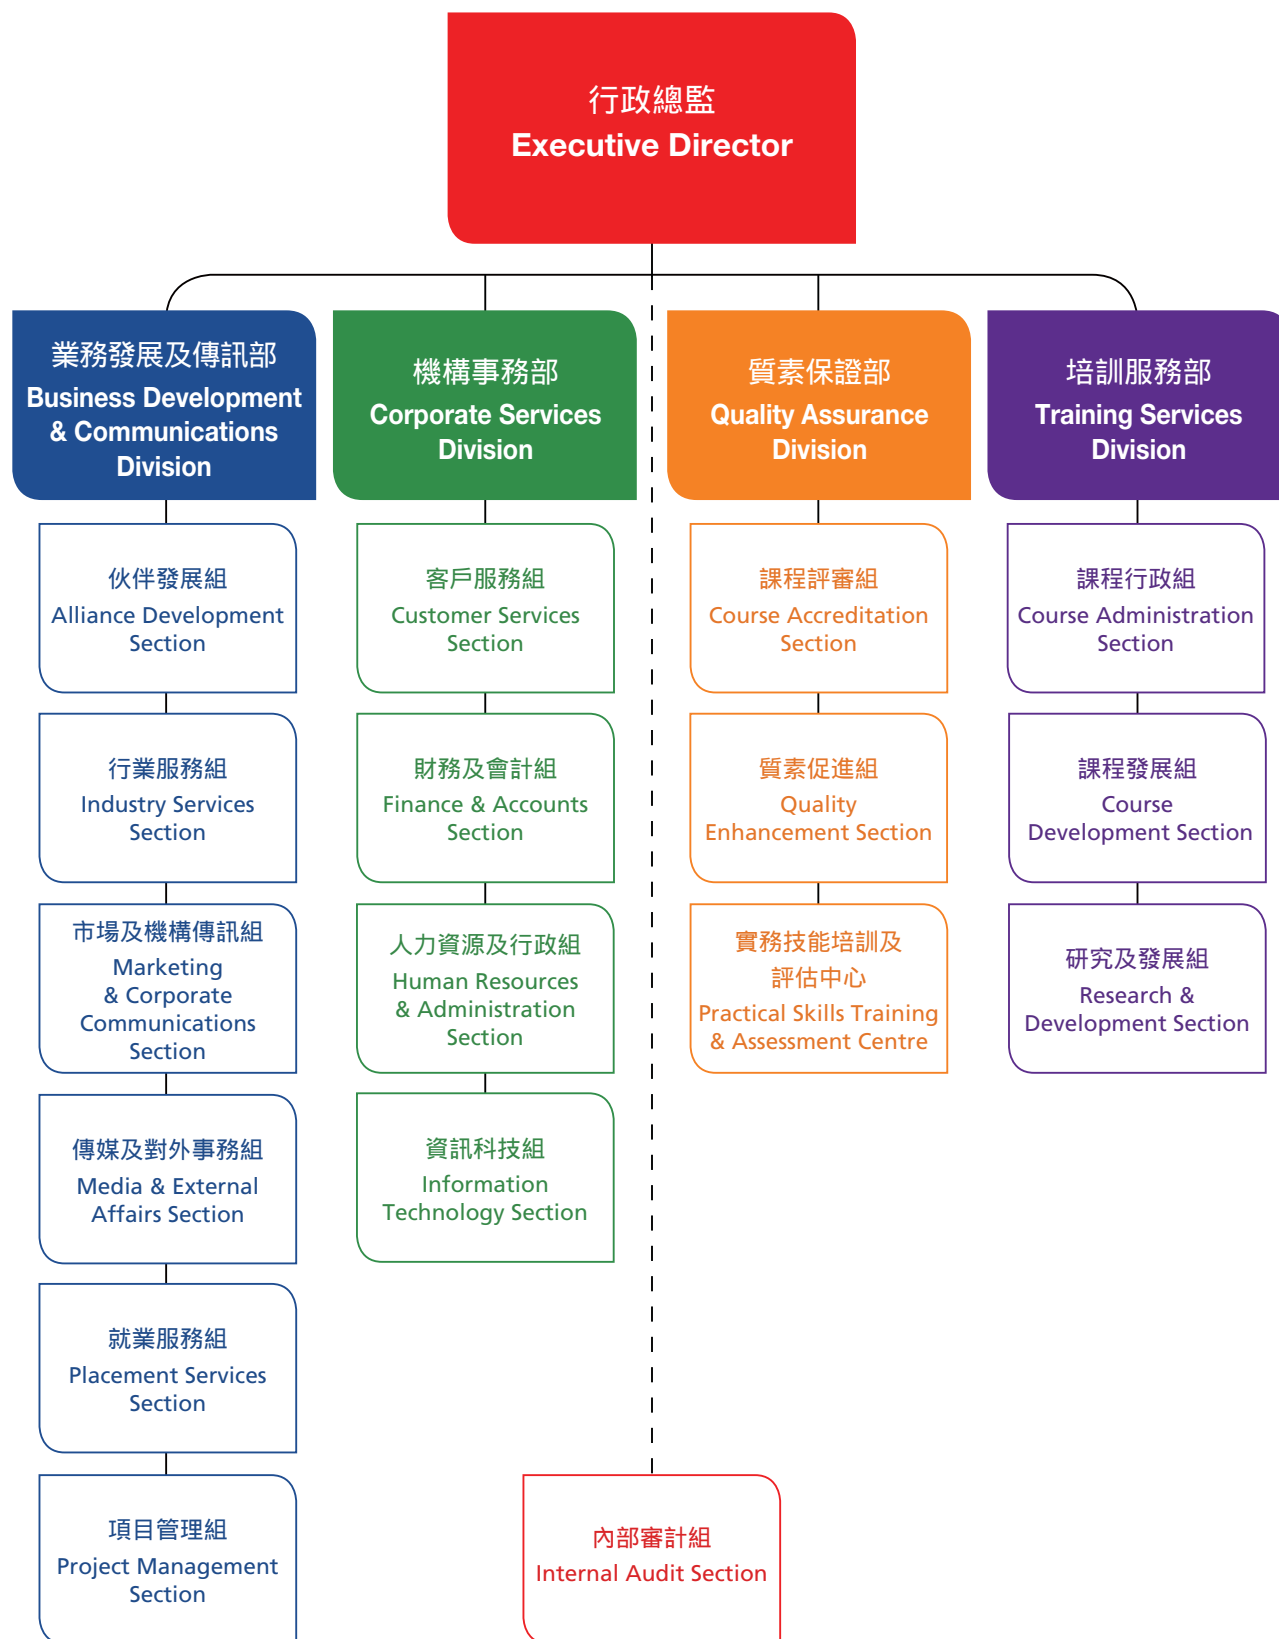 行政總監
Executive Director
業務發展及傳訊部
Business Development
& Communications
Division
伙伴發展組
Alliance Development
Section
行業服務組
Industry Services
Section
市場及機構傳訊組
Marketing
& Corporate
Communications
Section
傳媒及對外事務組
Media & External
Affairs Section
就業服務組
Placement Services
Section
項目管理組
Project Management
Section
機構事務部
Corporate Services
Division
客戶服務組
Customer Services
Section
財務及會計組
Finance & Accounts
Section
人力資源及行政組
Human Resources
& Administration
Section
資訊科技組
Information
Technology Section
質素保證部
Quality Assurance
Division
課程評審組
Course Accreditation
Section
質素促進組
Quality
Enhancement Section
實務技能培訓及
評估中心
Practical Skills Training
& Assessment Centre
培訓服務部
Training Services
Division
課程行政組
Course Administration
Section
課程發展組
Course
Development Section
研究及發展組
Research &
Development Section
內部審計組
Internal Audit Section